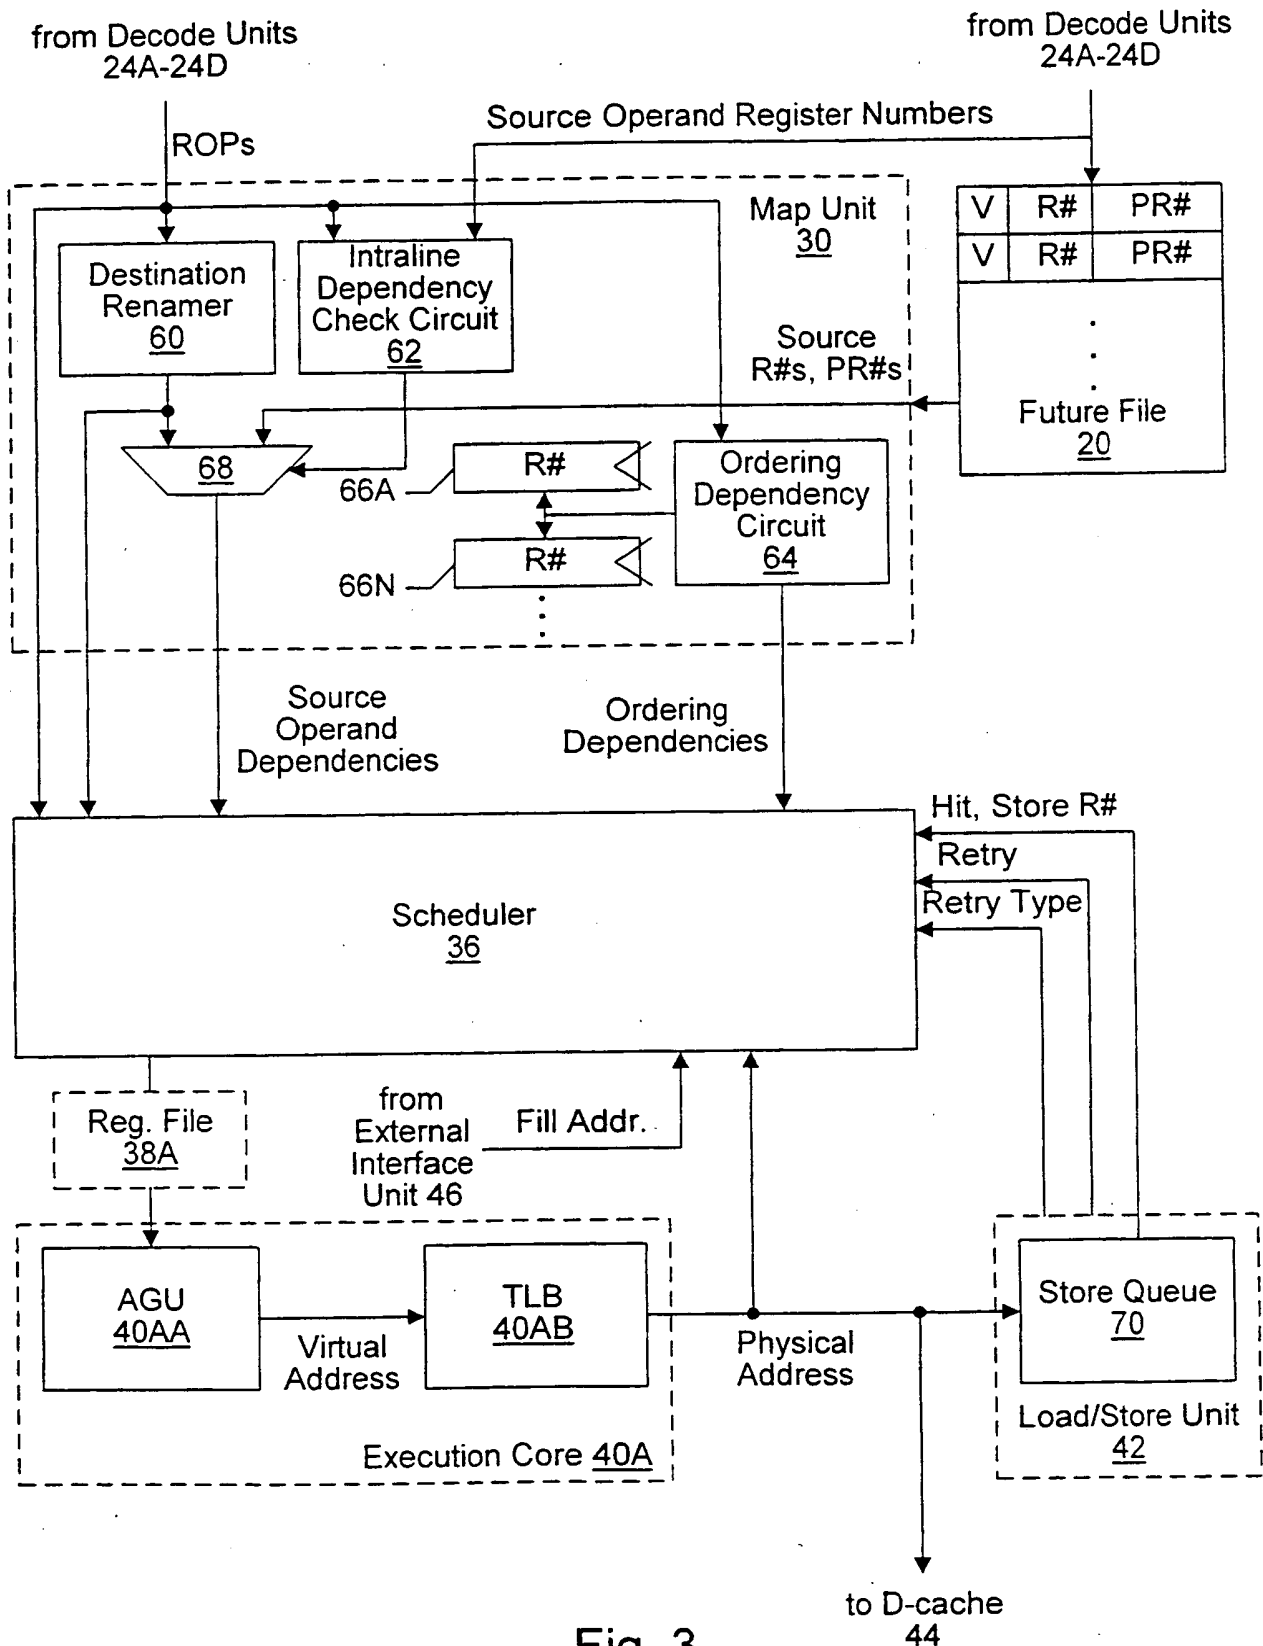 from Decode Units
24A-24D
from Decode Units
24A-24D
ROPs
Source Operand Register Numbers
Map Unit
30
V R# PR#
V R# PR#
Destination
Renamer
60
Intraline
Dependency
Check Circuit
62
Source
R#s, PR#s
Future File
20
68
66A
R#
66N
R#
Ordering
Dependency
Circuit
64
Source
Operand
Dependencies
Ordering
Dependencies
Hit, Store R#
Retry
Retry Type
Scheduler
36
Reg. File
38A
from
External
Interface
Unit 46
Fill Addr.
AGU
40AA
Virtual
Address
TLB
40AB
Physical
Address
Store Queue
70
Load/Store Unit
42
Execution Core 40A
to D-cache
44
Fig. 3